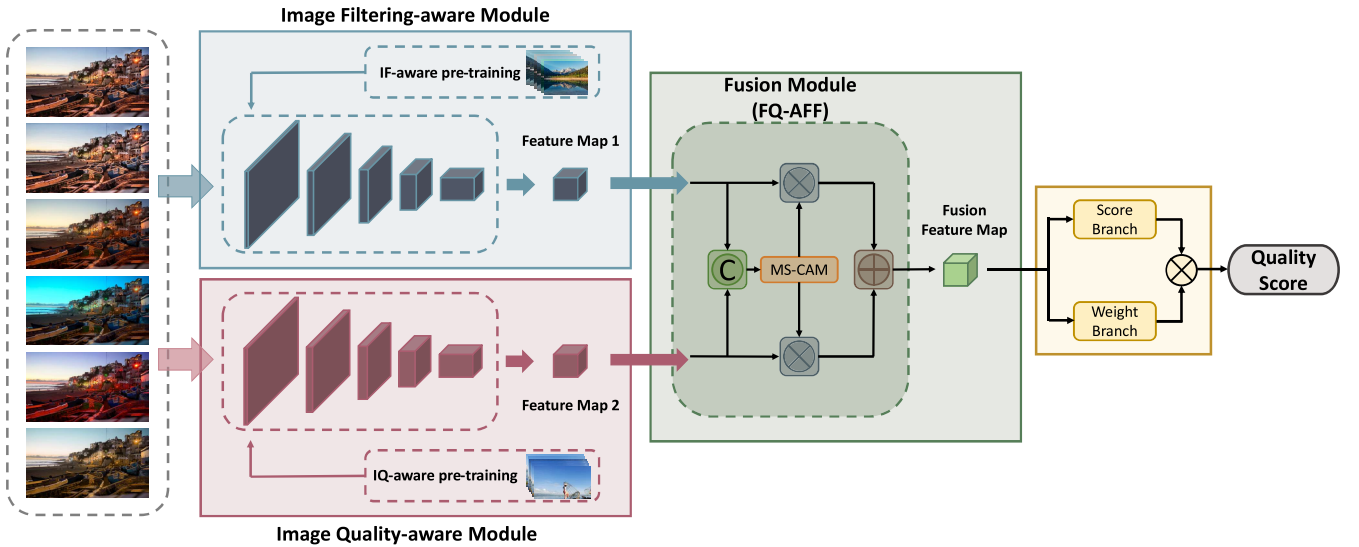 Image Filtering-aware Module
IF-aware pre-training
Feature Map 1
Fusion Module
(FQ-AFF)
C
MS-CAM
Fusion
Feature Map
Score
Branch
Weight
Branch
Quality
Score
Feature Map 2
IQ-aware pre-training
Image Quality-aware Module